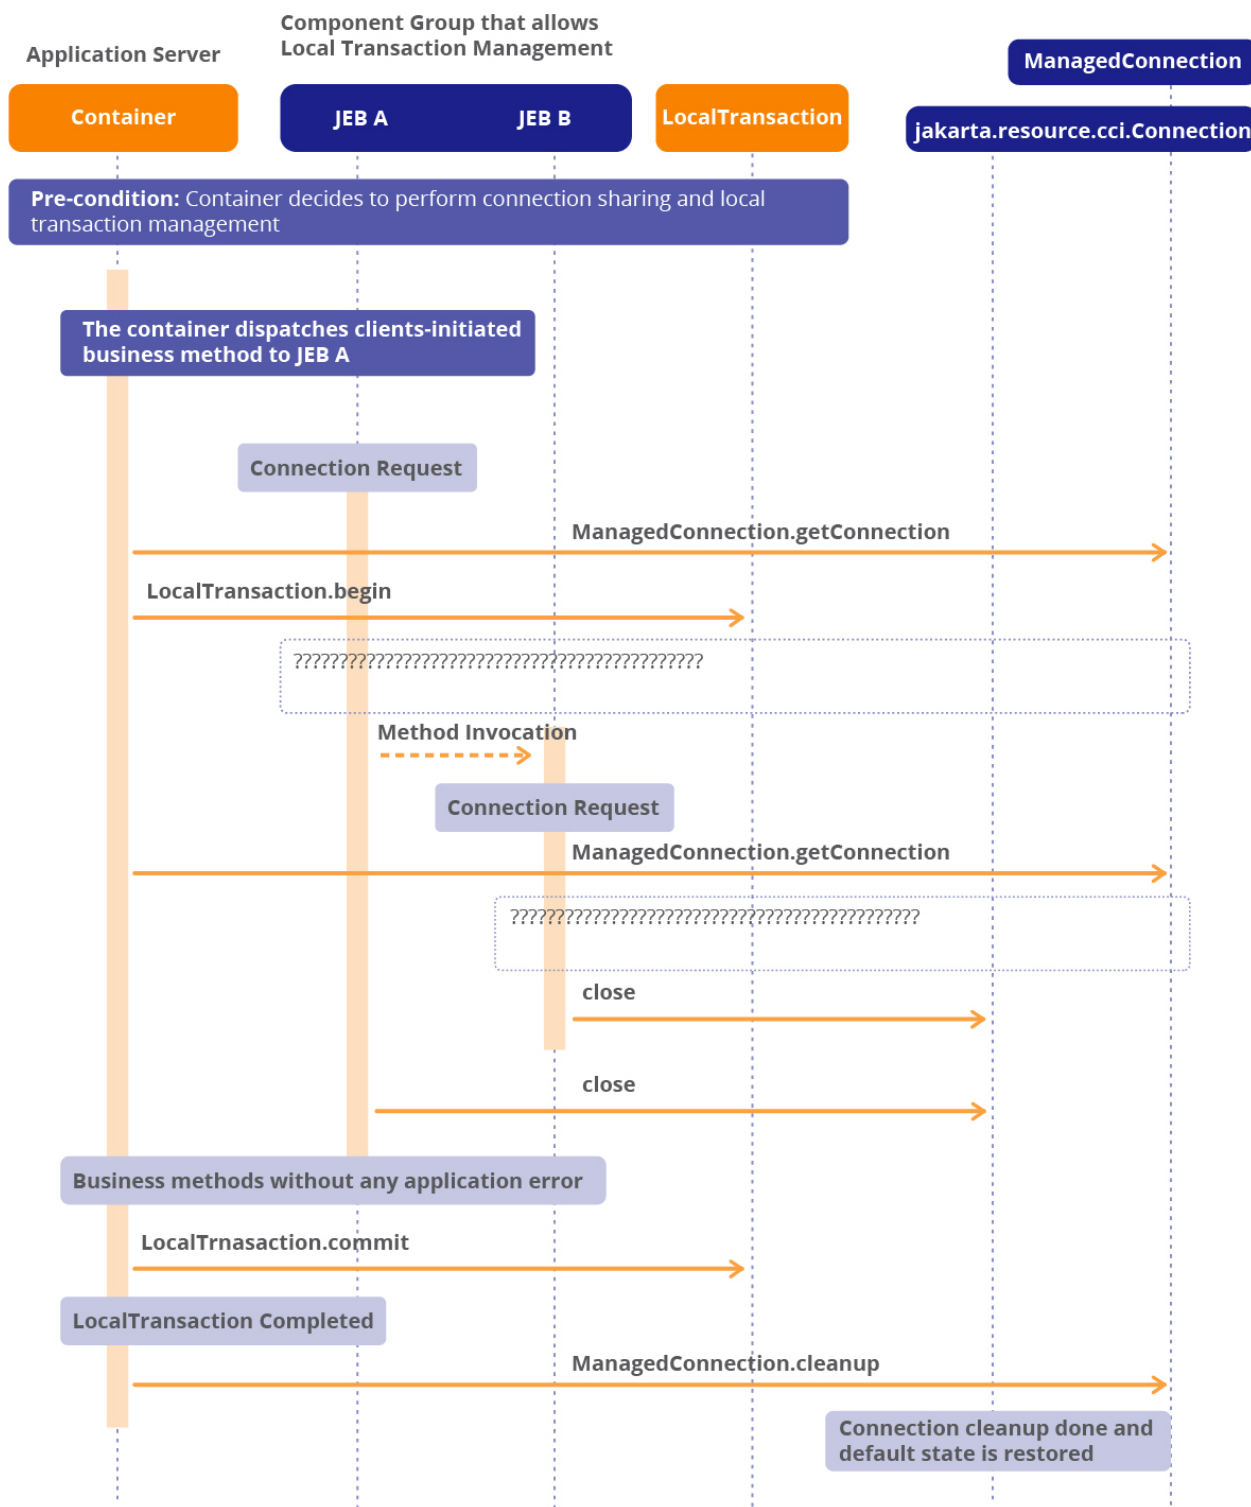 Component Group that allows
Local Transaction Management
Application Server
ManagedConnection
Container
JEB A
JEB B
LocalTransaction
jakarta.resource.cci.Connection
Pre-condition: Container decides to perform connection sharing and local
transaction management
The container dispatches clients-initiated
business method to JEB A
Connection Request
ManagedConnection.getConnection
LocalTransaction.begin
?????????????????????????????????????????????
Method Invocation
Connection Request
ManagedConnection.getConnection
?????????????????????????????????????????????
close
close
Business methods without any application error
LocalTrnasaction.commit
LocalTransaction Completed
ManagedConnection.cleanup
Connection cleanup done and
default state is restored